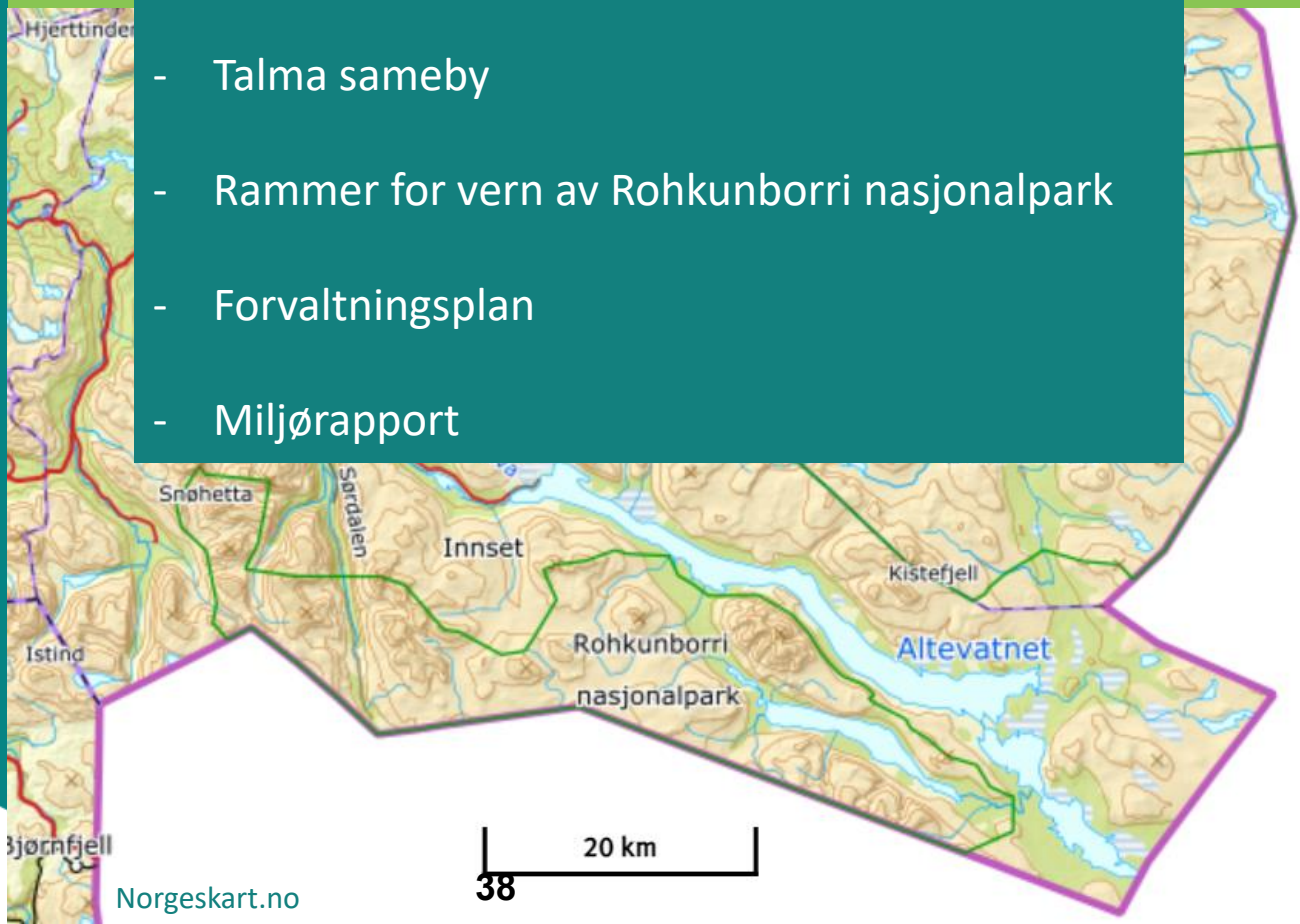 Hjerttinde
- Talma sameby
- Rammer for vern av Rohkunborri nasjonalpark
- Forvaltningsplan
- Miljørapport
Snøhetta
Sørdalen
Innset
Kistefjell
Istind
Rohkunborri
nasjonalpark
Altevatnet
Bjørnfjell
20 km
Norgeskart.no
38